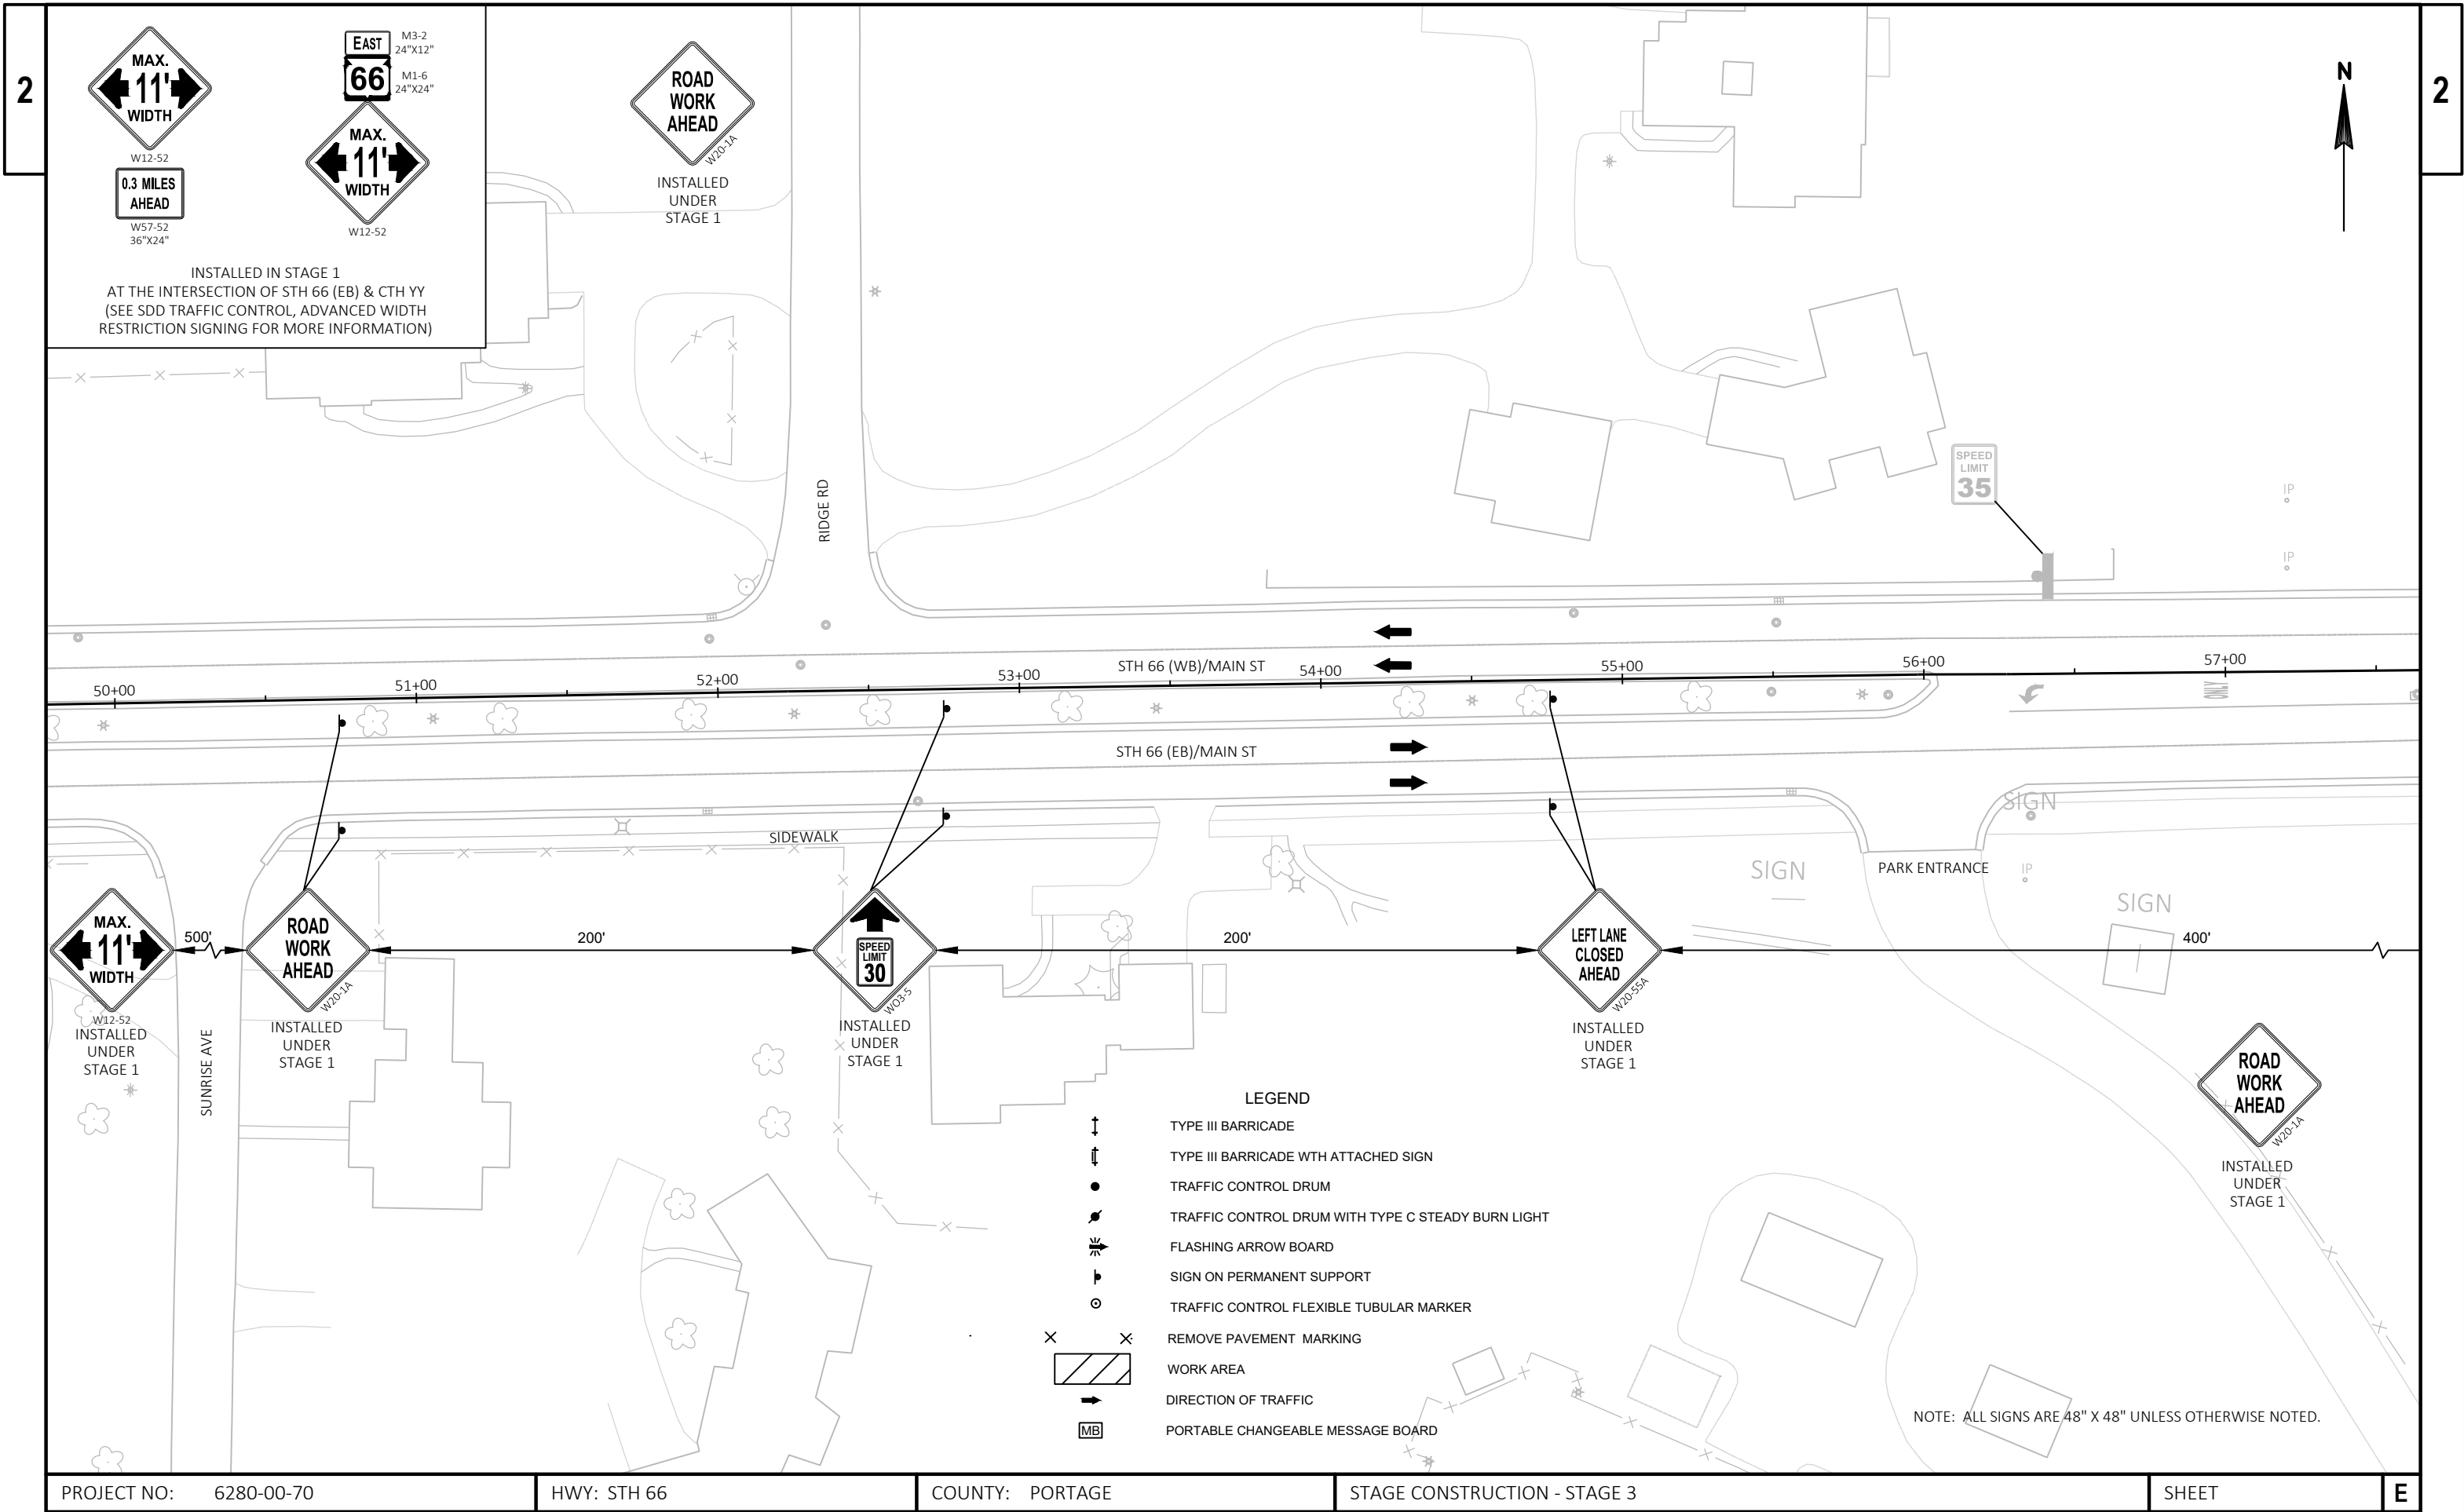 2
2
MAX.
11'
WIDTH
W12-52
0.3 MILES
AHEAD
W57-52
36"X24"
EAST
M3-2
24"X12"
66
M1-6
24"X24"
MAX.
11'
WIDTH
W12-52
INSTALLED IN STAGE 1
AT THE INTERSECTION OF STH 66 (EB) & CTH YY
(SEE SDD TRAFFIC CONTROL, ADVANCED WIDTH
RESTRICTION SIGNING FOR MORE INFORMATION)
ROAD
WORK
AHEAD
W20-1A
INSTALLED
UNDER
STAGE 1
N
RIDGE RD
SPEED
LIMIT
35
IP
IP
STH 66 (WB)/MAIN ST
50+00
51+00
52+00
53+00
54+00
55+00
56+00
57+00
STH 66 (EB)/MAIN ST
SIDEWALK
SIGN
SIGN
PARK ENTRANCE
IP
SIGN
MAX.
11'
WIDTH
W12-52
INSTALLED
UNDER
STAGE 1
500'
SUNRISE AVE
ROAD
WORK
AHEAD
W20-1A
INSTALLED
UNDER
STAGE 1
200'
SPEED
LIMIT
30
WO3-5
INSTALLED
UNDER
STAGE 1
200'
LEFT LANE
CLOSED
AHEAD
W20-55A
INSTALLED
UNDER
STAGE 1
400'
ROAD
WORK
AHEAD
W20-1A
INSTALLED
UNDER
STAGE 1
LEGEND
TYPE III BARRICADE
TYPE III BARRICADE WTH ATTACHED SIGN
TRAFFIC CONTROL DRUM
TRAFFIC CONTROL DRUM WITH TYPE C STEADY BURN LIGHT
FLASHING ARROW BOARD
SIGN ON PERMANENT SUPPORT
TRAFFIC CONTROL FLEXIBLE TUBULAR MARKER
REMOVE PAVEMENT MARKING
WORK AREA
DIRECTION OF TRAFFIC
MB PORTABLE CHANGEABLE MESSAGE BOARD
NOTE: ALL SIGNS ARE 48" X 48" UNLESS OTHERWISE NOTED.
PROJECT NO: 6280-00-70
HWY: STH 66
COUNTY: PORTAGE
STAGE CONSTRUCTION - STAGE 3
SHEET
E